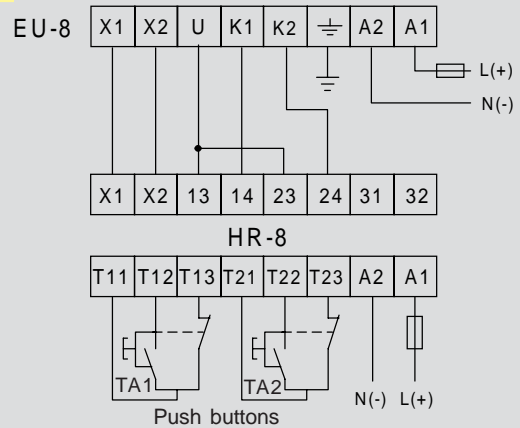 EU-8 X1 X2 U K1 K2 A2 A1
L(+)
N(-)
X1 X2 13 14 23 24 31 32
HR-8
T11 T12 T13 T21 T22 T23 A2 A1
TA1 TA2
N(-) L(+)
Push buttons